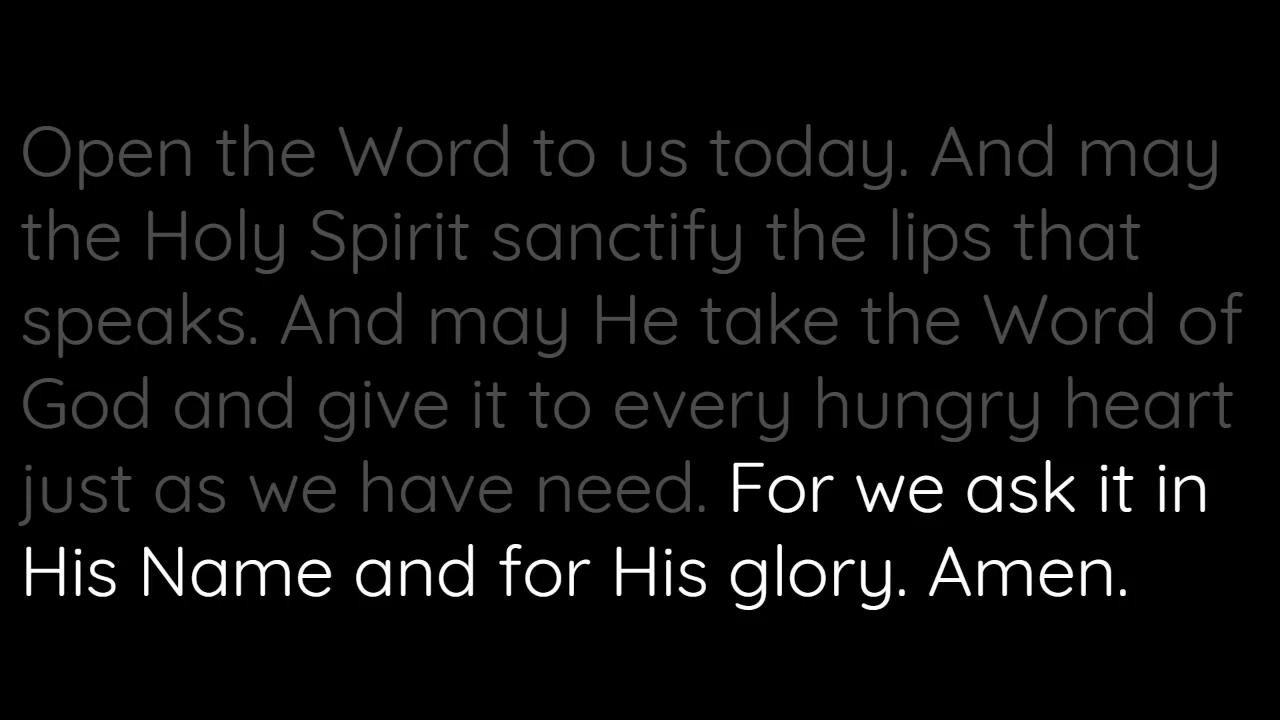 Open the Word to us today. And may
the Holy Spirit sanctify the lips that
speaks. And may He take the Word of
God and give it to every hungry heart
just as we have need. For we ask it in
His Name and for His glory. Amen.